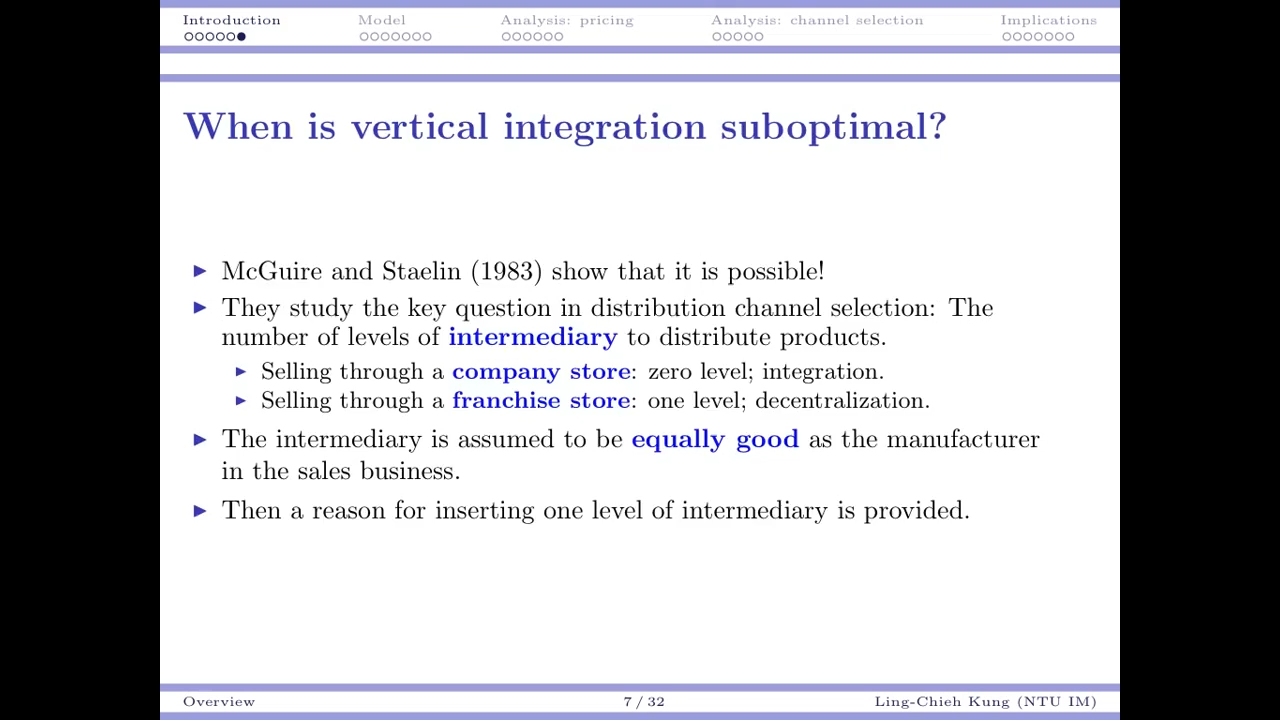 Introduction Model Analysis: pricing Analysis: channel selection Implications
When is vertical integration suboptimal?
McGuire and Staelin (1983) show that it is possible!
They study the key question in distribution channel selection: The
number of levels of intermediary to distribute products.
Selling through a company store: zero level; integration.
Selling through a franchise store: one level; decentralization.
The intermediary is assumed to be equally good as the manufacturer
in the sales business.
Then a reason for inserting one level of intermediary is provided.
Overview 7 / 32 Ling-Chieh Kung (NTU IM)